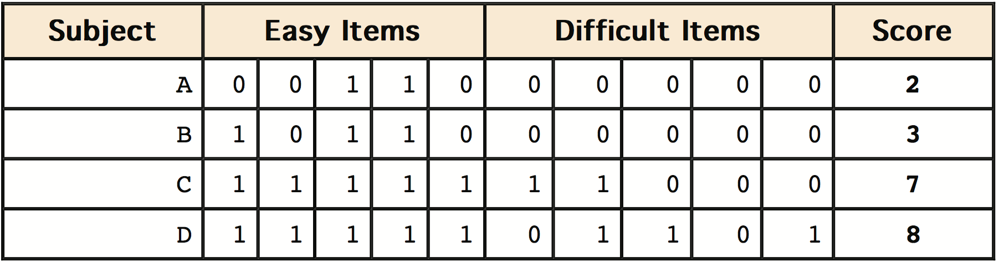 Subject Easy Items Difficult Items Score
A 0 0 1 1 0 0 0 0 0 0 2
B 1 0 1 1 0 0 0 0 0 0 3
C 1 1 1 1 1 1 1 0 0 0 7
D 1 1 1 1 1 0 1 1 0 1 8